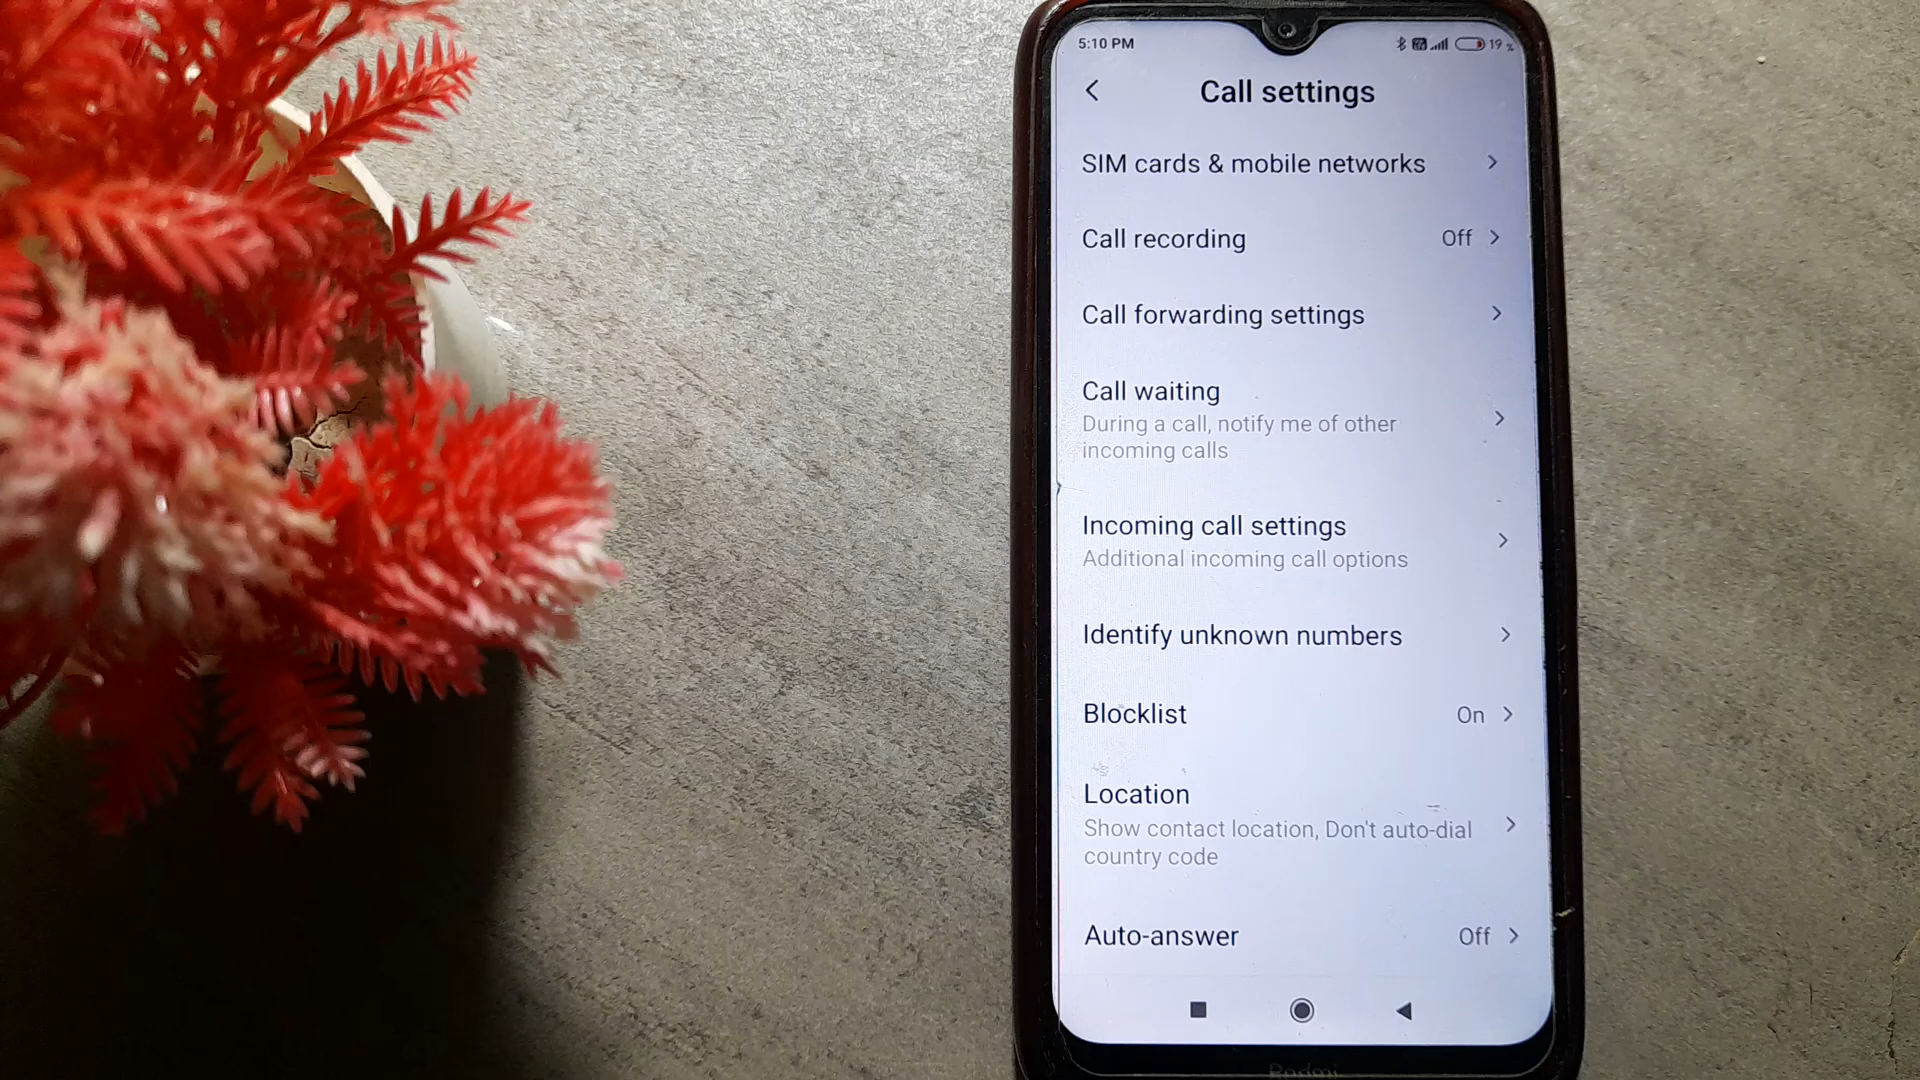 5:10 PM 19 %
Call settings
SIM cards & mobile networks
Call recording Off
Call forwarding settings
Call waiting
During a call, notify me of other
incoming calls
Incoming call settings
Additional incoming call options
Identify unknown numbers
Blocklist On
Location
Show contact location, Don't auto-dial
country code
Auto-answer Off
Redmi